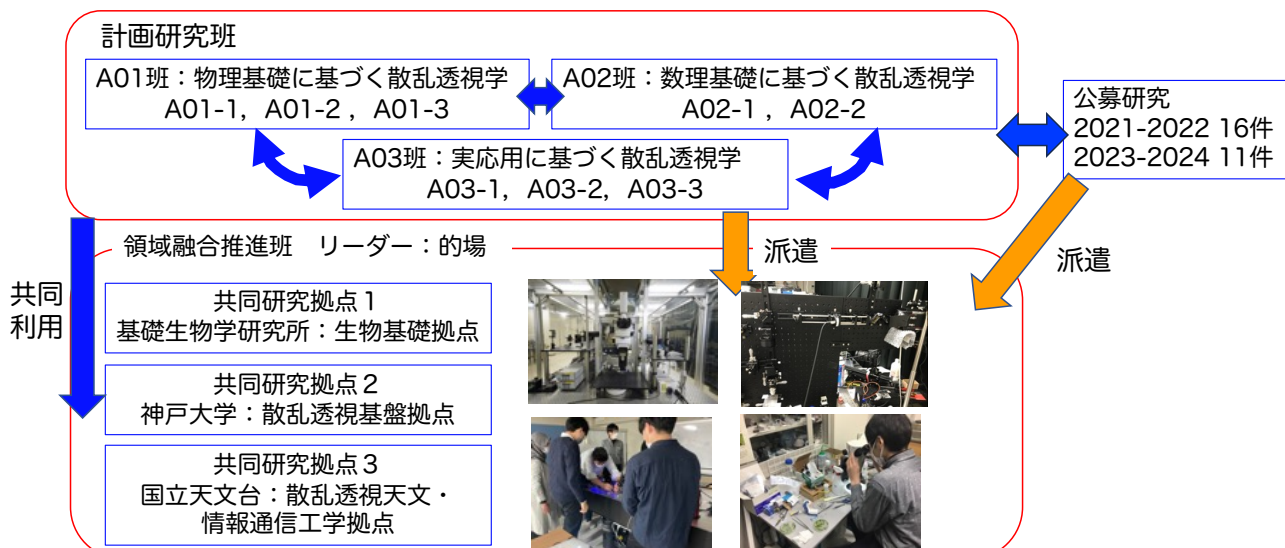 計画研究班
A01班：物理基礎に基づく散乱透視学
A01-1, A01-2 , A01-3
A02班：数理基礎に基づく散乱透視学
A02-1 , A02-2
A03班：実応用に基づく散乱透視学
A03-1, A03-2, A03-3
公募研究
2021-2022 16件
2023-2024 11件
共同
利用
領域融合推進班　リーダー：的場
派遣
派遣
共同研究拠点１
基礎生物学研究所：生物基礎拠点
共同研究拠点２
神戸大学：散乱透視基盤拠点
共同研究拠点３
国立天文台：散乱透視天文・
情報通信工学拠点